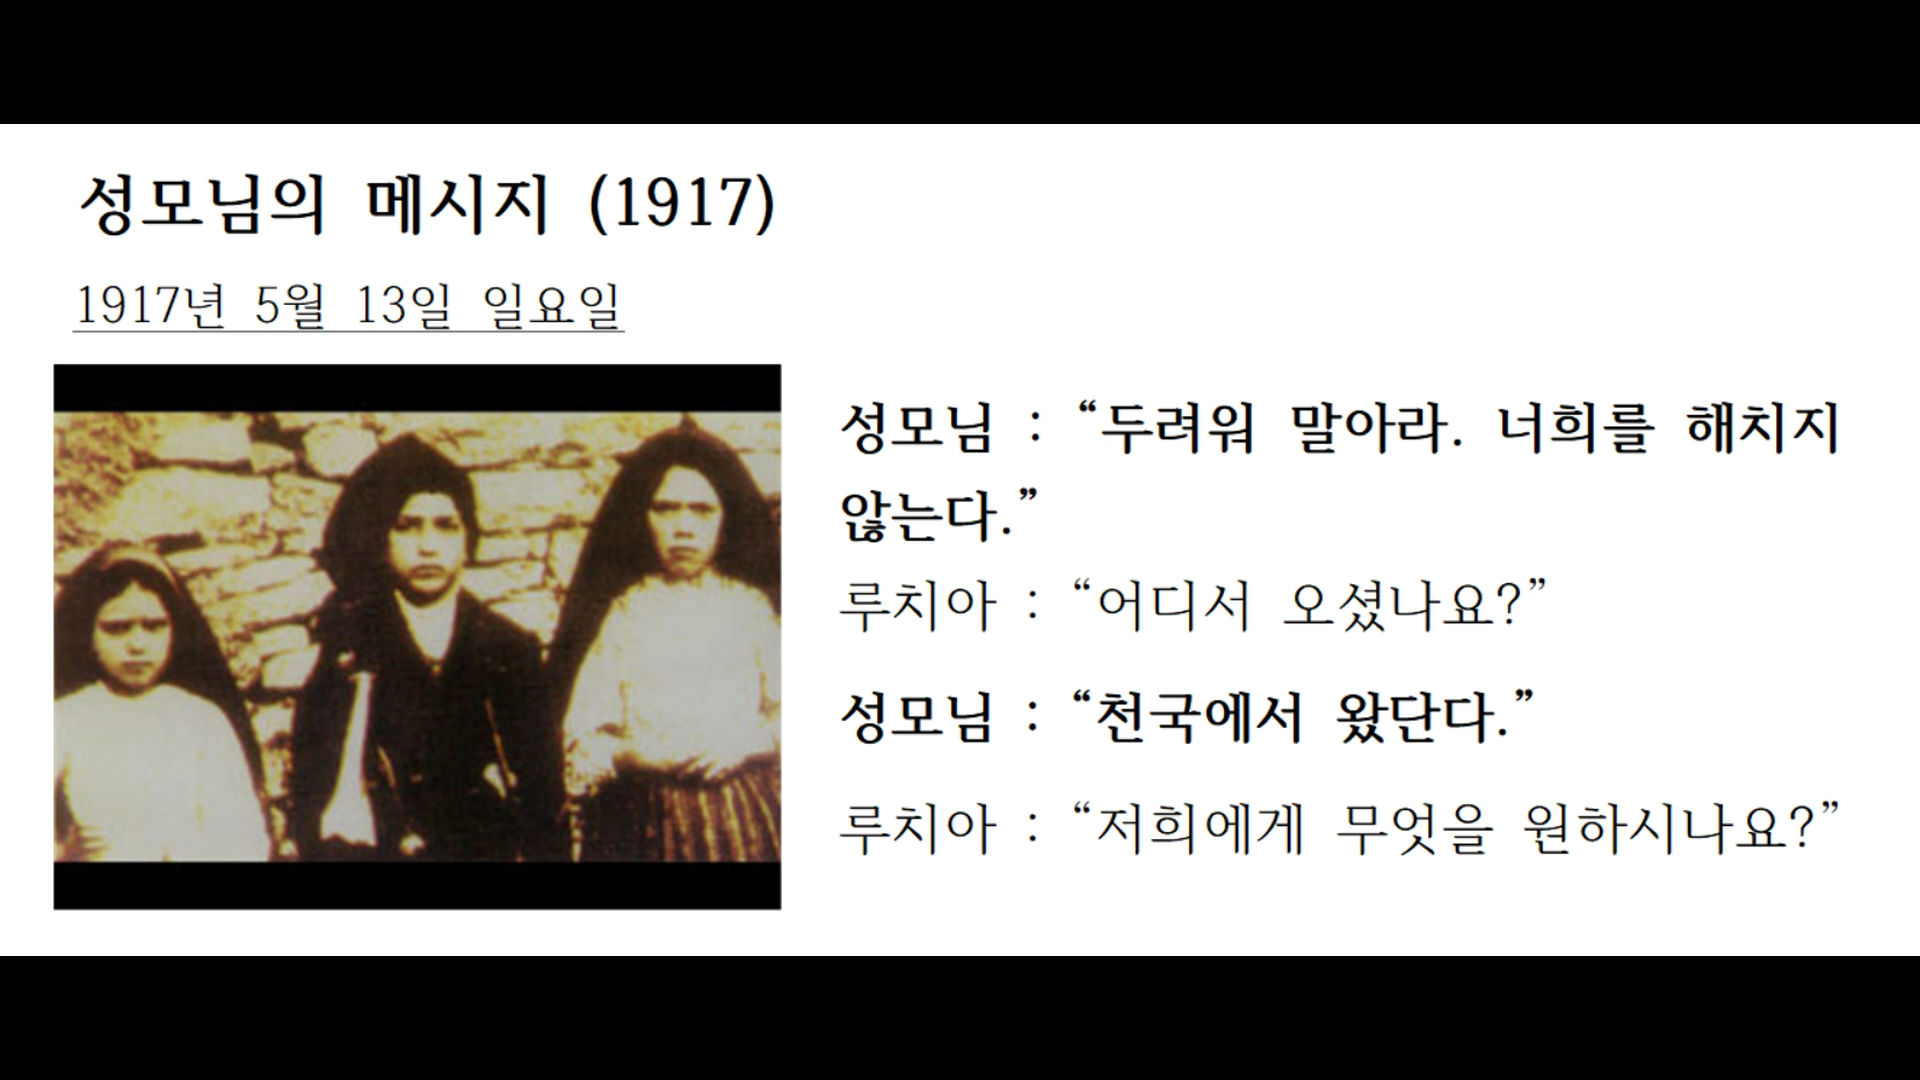 성모님의 메시지 (1917)
1917년 5월 13일 일요일
성모님 : “두려워 말아라. 너희를 해치지
않는다.”
루치아 : “어디서 오셨나요?”
성모님 : “천국에서 왔단다.”
루치아 : “저희에게 무엇을 원하시나요?”